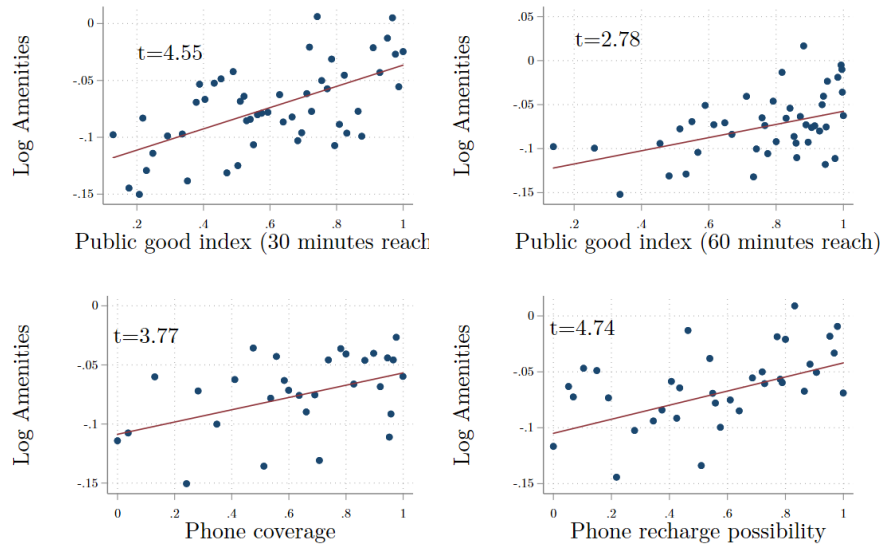 Log Amenities
0
-.05
-.1
-.15
t=4.55
.2 .4 .6 .8 1
Public good index (30 minutes reach
Log Amenities
.05
0
-.05
-.1
-.15
t=2.78
.2 .4 .6 .8 1
Public good index (60 minutes reach)
Log Amenities
0
-.05
-.1
-.15
t=3.77
0 .2 .4 .6 .8 1
Phone coverage
Log Amenities
0
-.05
-.1
-.15
t=4.74
0 .2 .4 .6 .8 1
Phone recharge possibility